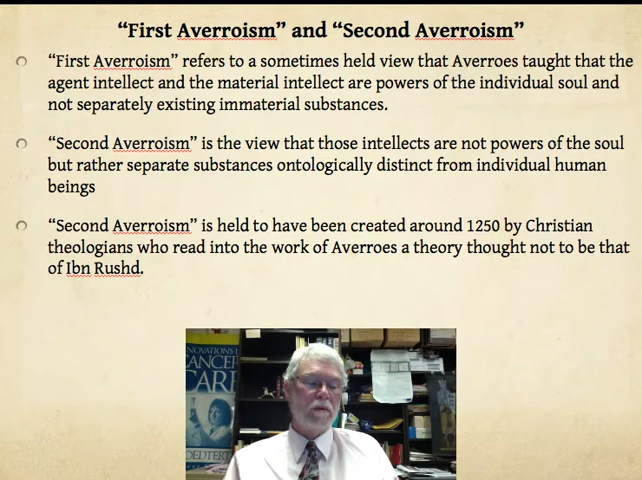 “First Averroism” and “Second Averroism”
“First Averroism” refers to a sometimes held view that Averroes taught that the
agent intellect and the material intellect are powers of the individual soul and
not separately existing immaterial substances.
“Second Averroism” is the view that those intellects are not powers of the soul
but rather separate substances ontologically distinct from individual human
beings
“Second Averroism” is held to have been created around 1250 by Christian
theologians who read into the work of Averroes a theory thought not to be that
of Ibn Rushd.
CARE